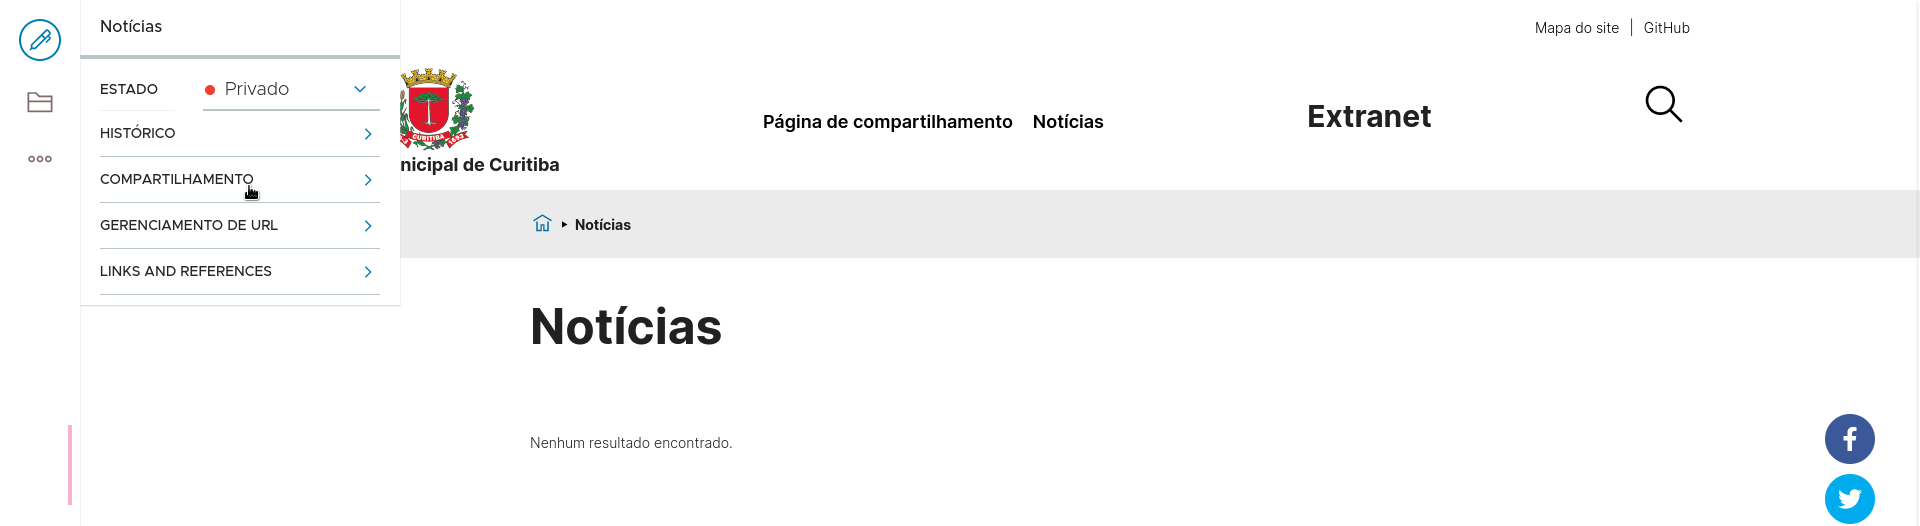 Notícias
ESTADO
Privado
HISTÓRICO
COMPARTILHAMENTO
GERENCIAMENTO DE URL
LINKS AND REFERENCES
Mapa do site | GitHub
CURITIBA
nicipal de Curitiba
Página de compartilhamento Notícias
Extranet
Notícias
Notícias
Nenhum resultado encontrado.